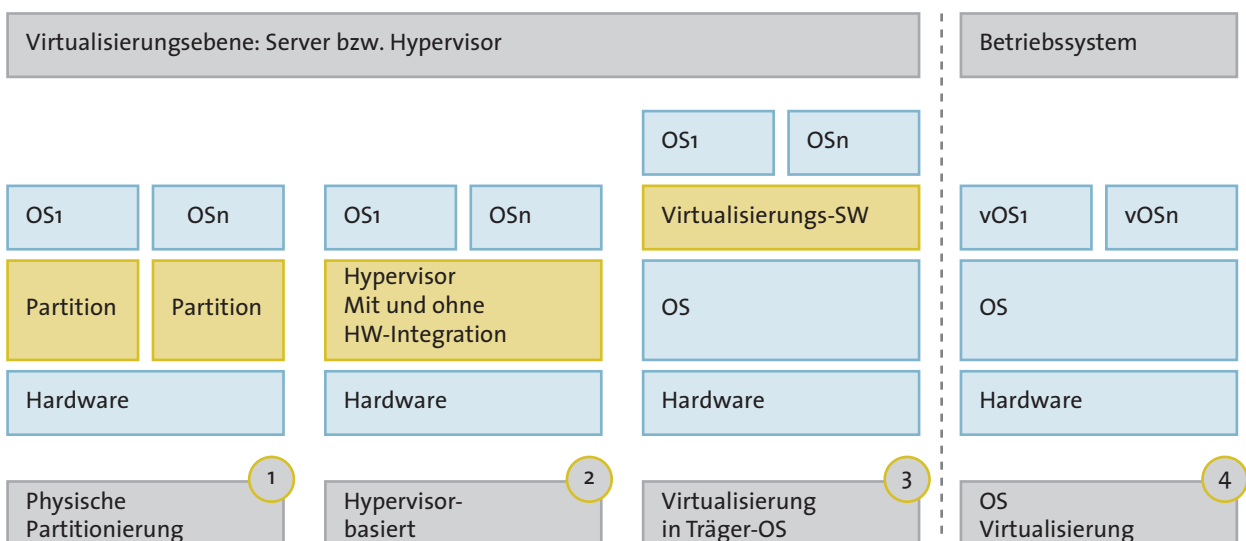 Virtualisierungsebene: Server bzw. Hypervisor
Betriebssystem
OS1
OSn
Partition
Partition
Hardware
1
Physische
Partitionierung
OS1
OSn
Hypervisor
Mit und ohne
HW-Integration
Hardware
2
Hypervisor-
basiert
OS1
OSn
Virtualisierungs-SW
OS
Hardware
3
Virtualisierung
in Träger-OS
vOS1
vOSn
OS
Hardware
4
OS
Virtualisierung